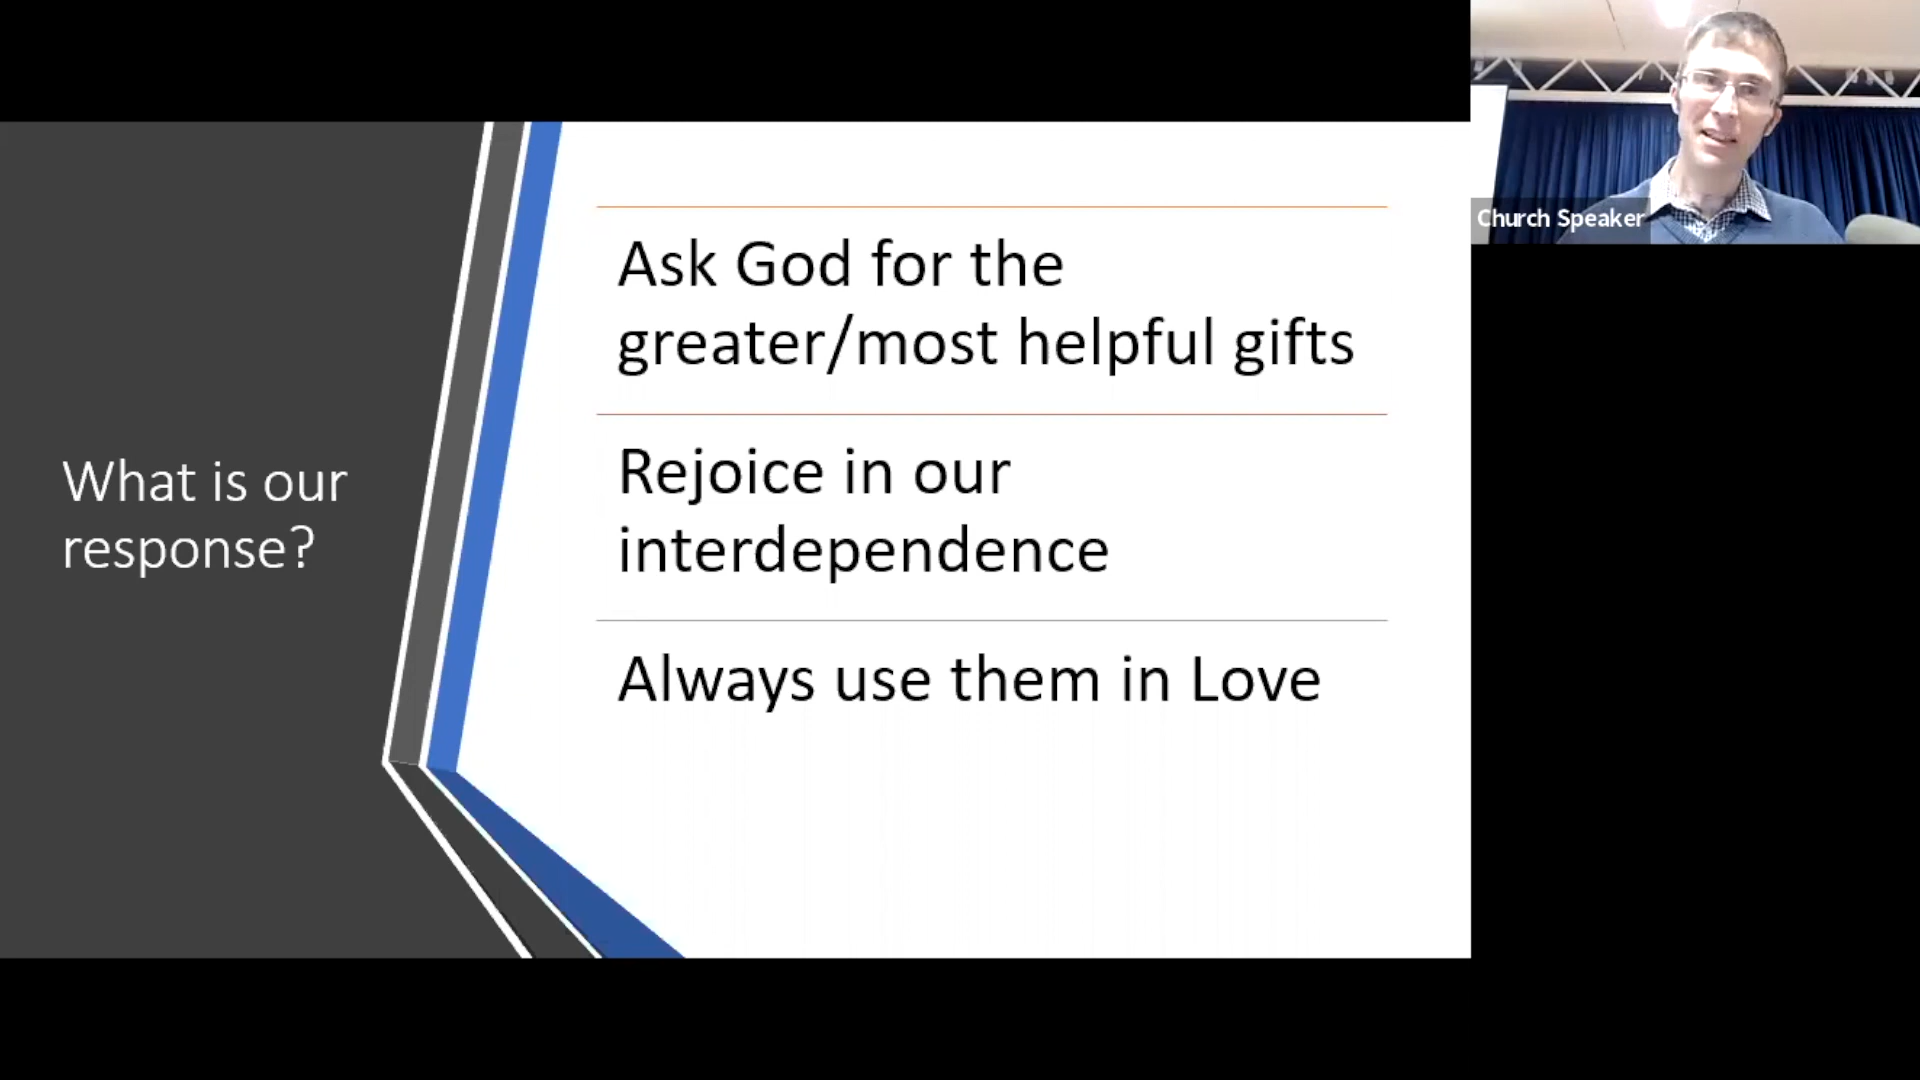 What is our
response?
Ask God for the
greater/most helpful gifts
Rejoice in our
interdependence
Always use them in Love
Church Speaker